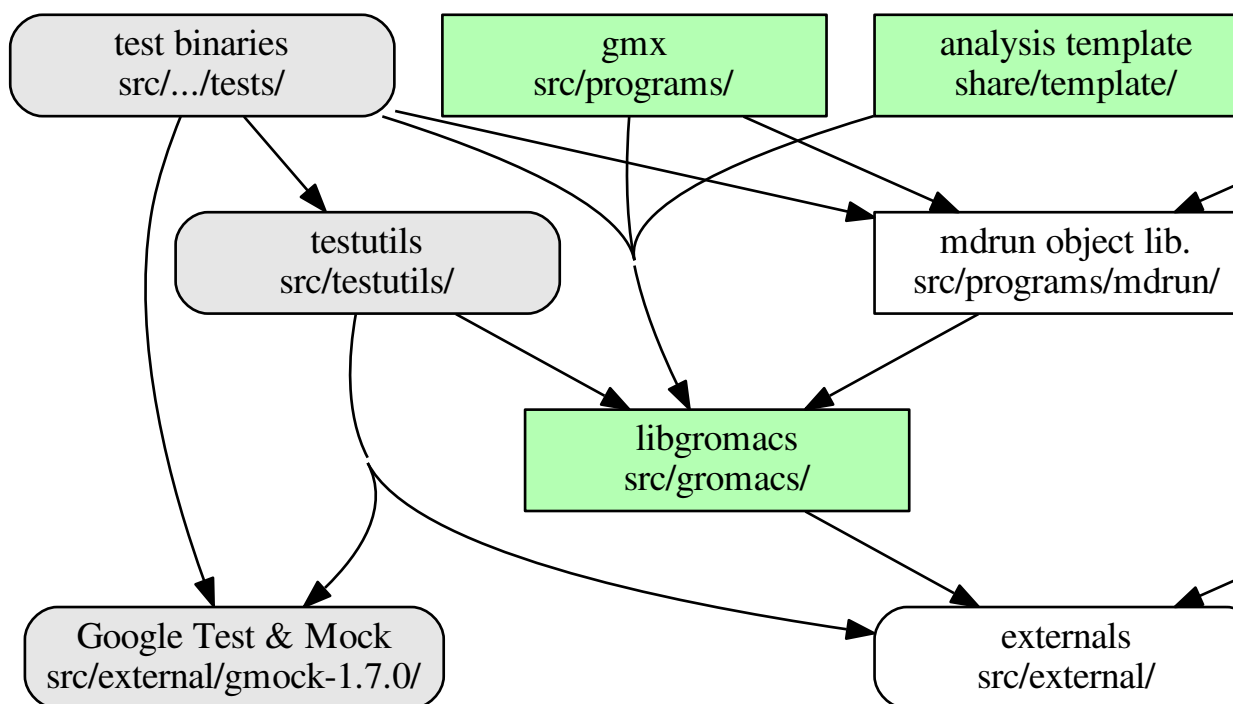 test binaries
src/.../tests/
gmx
src/programs/
analysis template
share/template/
testutils
src/testutils/
mdrun object lib.
src/programs/mdrun/
libgromacs
src/gromacs/
Google Test & Mock
src/external/gmock-1.7.0/
externals
src/external/